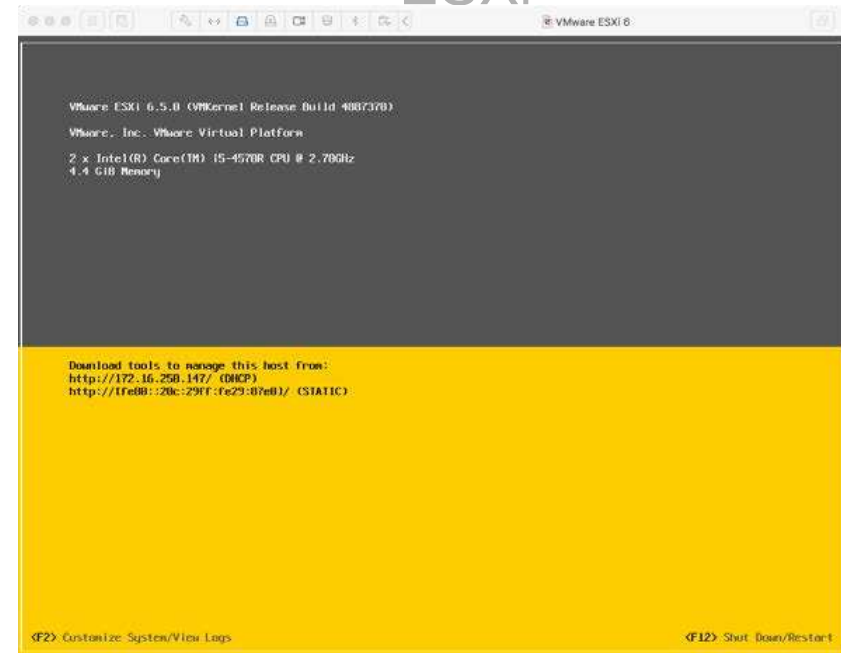 ESXi
VMware ESXi 6
VMware ESXi 6.5.0 (VMKernel Release Build 4887370)
VMware, Inc. VMware Virtual Platform
2 x Intel(R) Core(TM) i5-4570R CPU @ 2.70GHz
4.4 GiB Memory
Download tools to manage this host from:
http://172.16.250.147/ (DHCP)
http://[fe80::20c:29ff:fe29:87e0]/ (STATIC)
<F2> Customize System/View Logs
<F12> Shut Down/Restart